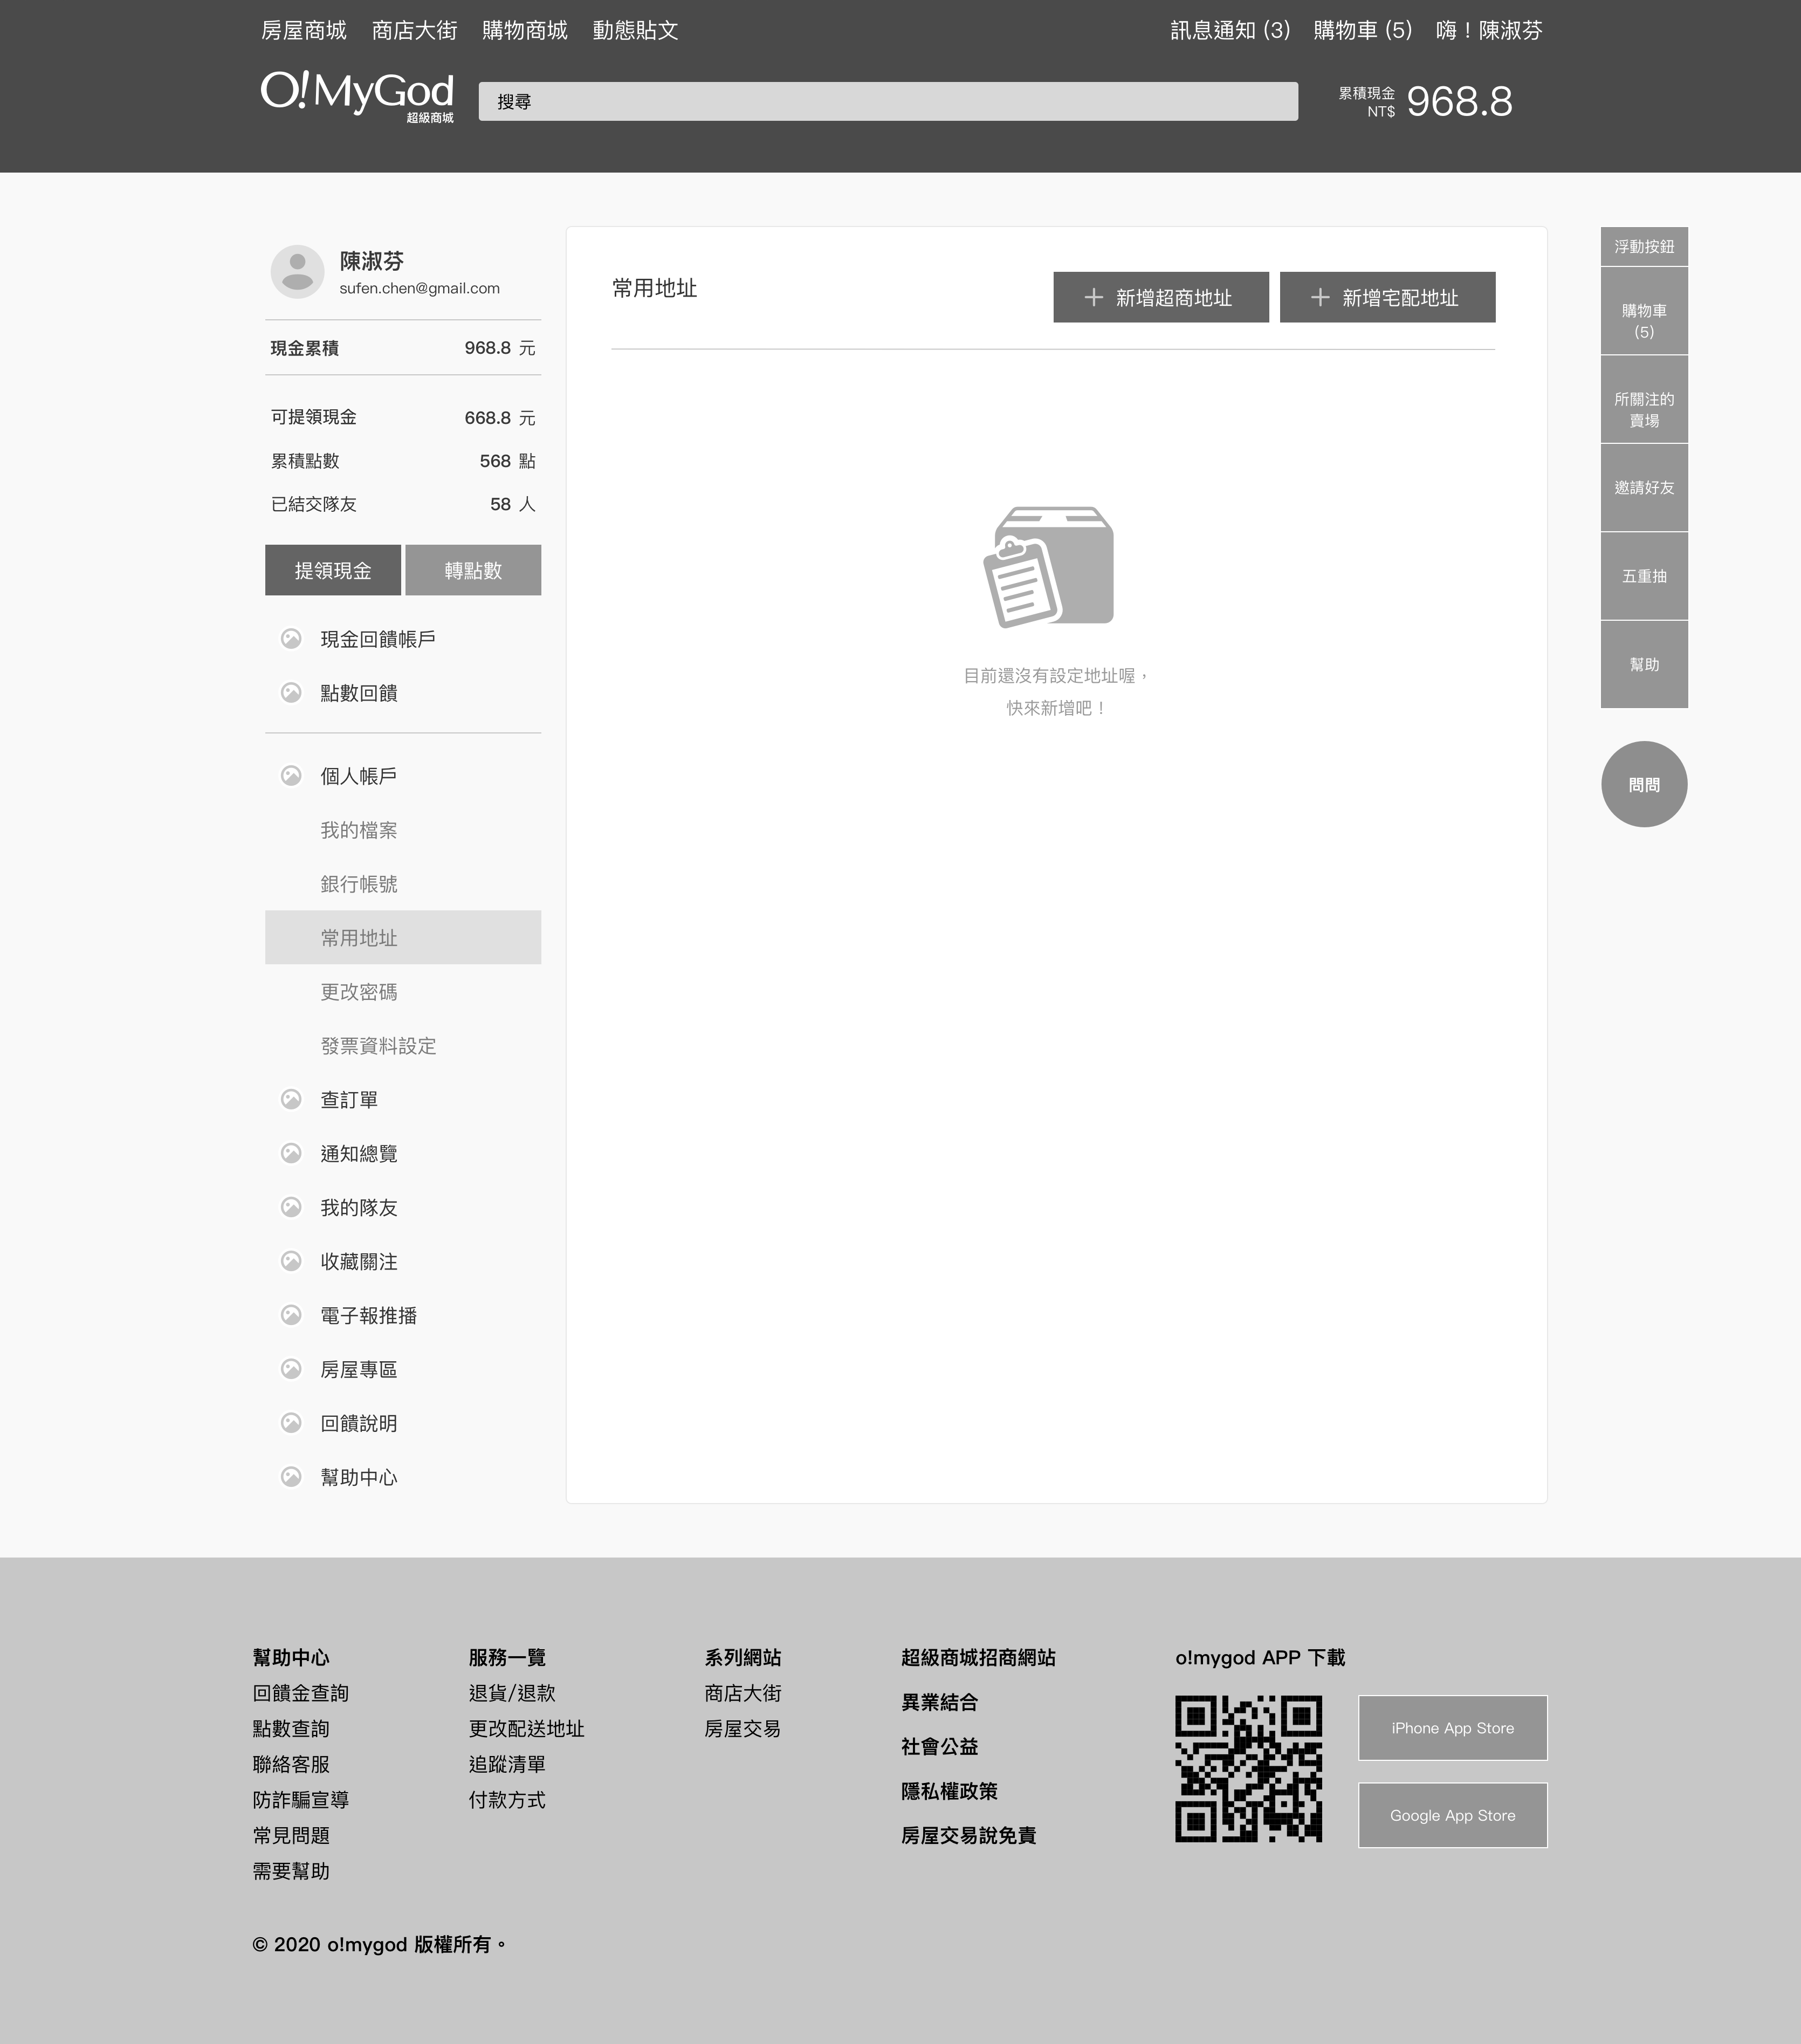 房屋商城 商店大街 購物商城 動態貼文 訊息通知 (3) 購物車 (5) 嗨！陳淑芬
O!MyGod
超級商城
搜尋
累積現金
NT$
968.8
陳淑芬
sufen.chen@gmail.com
現金累積 968.8 元
可提領現金 668.8 元
累積點數 568 點
已結交隊友 58 人
提領現金 轉點數
現金回饋帳戶
點數回饋
個人帳戶
我的檔案
銀行帳號
常用地址
更改密碼
發票資料設定
查訂單
通知總覽
我的隊友
收藏關注
電子報推播
房屋專區
回饋說明
幫助中心
常用地址
新增超商地址 新增宅配地址
目前還沒有設定地址喔，
快來新增吧！
浮動按鈕
購物車
(5)
所關注的
賣場
邀請好友
五重抽
幫助
問問
幫助中心
回饋金查詢
點數查詢
聯絡客服
防詐騙宣導
常見問題
需要幫助
服務一覽
退貨/退款
更改配送地址
追蹤清單
付款方式
系列網站
商店大街
房屋交易
超級商城招商網站
異業結合
社會公益
隱私權政策
房屋交易說免責
o!mygod APP 下載
iPhone App Store
Google App Store
© 2020 o!mygod 版權所有。